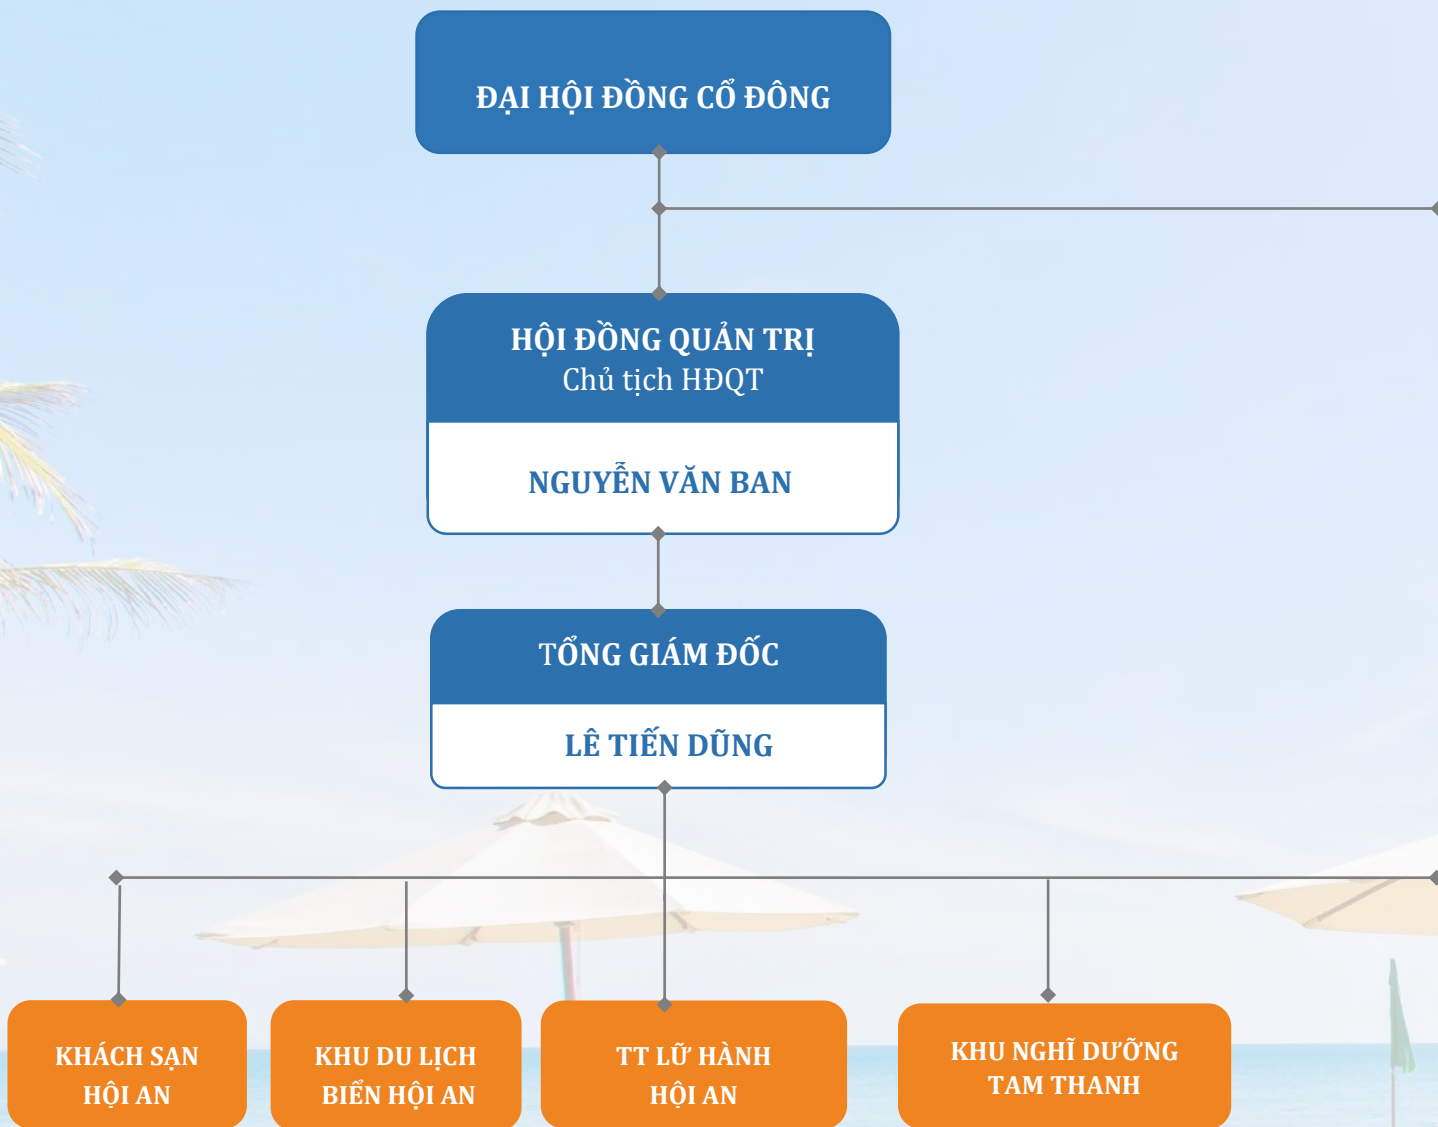 ĐẠI HỘI ĐỒNG CỔ ĐÔNG
HỘI ĐỒNG QUẢN TRỊ
Chủ tịch HĐQT
NGUYỄN VĂN BAN
TỔNG GIÁM ĐỐC
LÊ TIẾN DŨNG
KHÁCH SẠN
HỘI AN
KHU DU LỊCH
BIỂN HỘI AN
TT LỮ HÀNH
HỘI AN
KHU NGHĨ DƯỠNG
TAM THANH